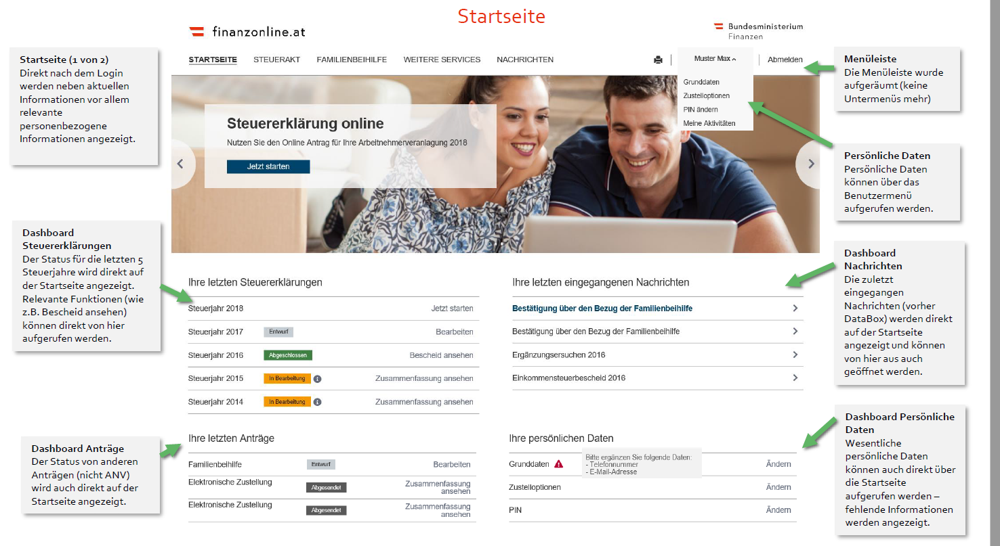 Startseite
finanzonline.at
Bundesministerium
Finanzen
STARTSEITE
STEUERAKT
FAMILIENBEIHILFE
WEITERE SERVICES
NACHRICHTEN
Muster Max
Abmelden
Grunddaten
Zustelloptionen
PIN ändern
Meine Aktivitäten
Startseite (1 von 2)
Direkt nach dem Login
werden neben aktuellen
Informationen vor allem
relevante
personenbezogene
Informationen angezeigt.
Menüleiste
Die Menüleiste wurde
aufgeräumt (keine
Untermenüs mehr)
Steuererklärung online
Nutzen Sie den Online Antrag für Ihre Arbeitnehmerveranlagung 2018
Jetzt starten
Persönliche Daten
Persönliche Daten
können über das
Benutzermenü
aufgerufen werden.
Dashboard
Steuererklärungen
Der Status für die letzten 5
Steuerjahre wird direkt auf
der Startseite angezeigt.
Relevante Funktionen (wie
z.B. Bescheid ansehen)
können direkt von hier
aufgerufen werden.
Ihre letzten Steuererklärungen
Steuerjahr 2018
Jetzt starten
Steuerjahr 2017
Entwurf
Bearbeiten
Steuerjahr 2016
Abgeschlossen
Bescheid ansehen
Steuerjahr 2015
In Bearbeitung
Zusammenfassung ansehen
Steuerjahr 2014
In Bearbeitung
Zusammenfassung ansehen
Ihre letzten eingegangenen Nachrichten
Bestätigung über den Bezug der Familienbeihilfe
Bestätigung über den Bezug der Familienbeihilfe
Ergänzungsersuchen 2016
Einkommensteuerbescheid 2016
Dashboard
Nachrichten
Die zuletzt
eingegangen
Nachrichten (vorher
DataBox) werden direkt
auf der Startseite
angezeigt und können
von hier aus auch
geöffnet werden.
Dashboard Anträge
Der Status von anderen
Anträgen (nicht ANV)
wird auch direkt auf der
Startseite angezeigt.
Ihre letzten Anträge
Familienbeihilfe
Entwurf
Bearbeiten
Elektronische Zustellung
Abgesendet
Zusammenfassung
ansehen
Elektronische Zustellung
Abgesendet
Zusammenfassung
ansehen
Ihre persönlichen Daten
Grunddaten
Bitte ergänzen Sie folgende Daten:
- Telefonnummer
- E-Mail-Adresse
Ändern
Zustelloptionen
Ändern
PIN
Ändern
Dashboard Persönliche
Daten
Wesentliche
persönliche Daten
können auch direkt über
die Startseite
aufgerufen werden –
fehlende Informationen
werden angezeigt.